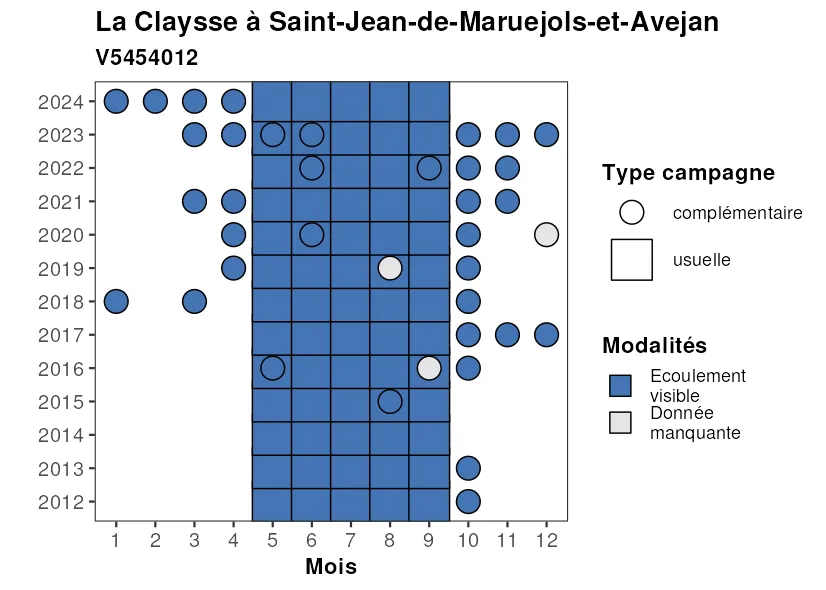 La Claysse à Saint-Jean-de-Maruejols-et-Avejan
V5454012
2024
2023
2022
2021
2020
2019
2018
2017
2016
2015
2014
2013
2012
1 2 3 4 5 6 7 8 9 10 11 12
Mois
Type campagne
complémentaire
usuelle
Modalités
Ecoulement
visible
Donnée
manquante